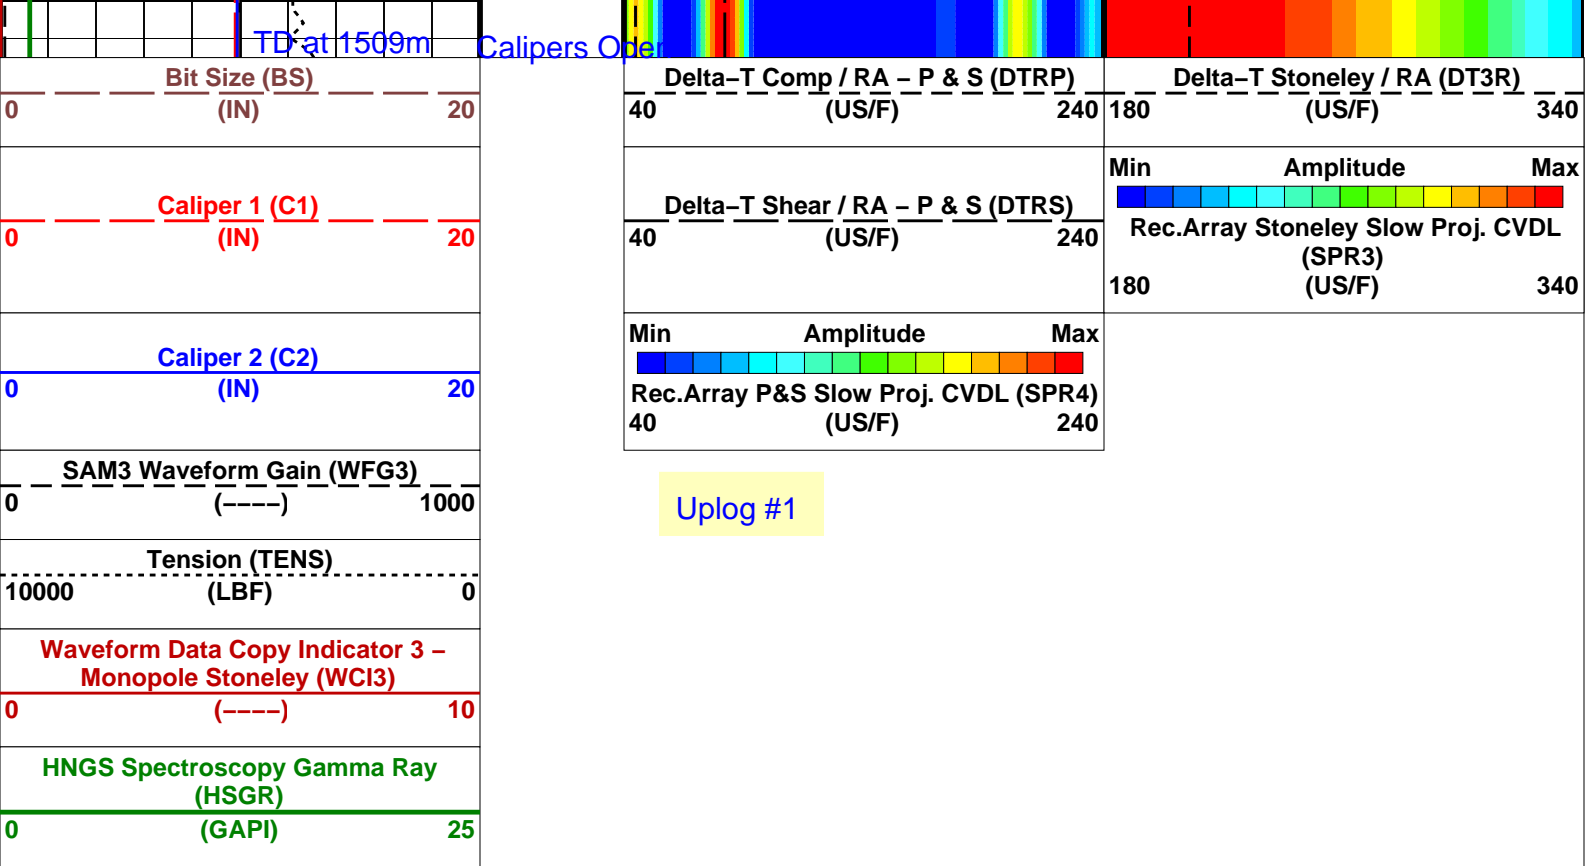 TD at 1509m
Calipers Oper
Bit Size (BS)
0 (IN) 20
Caliper 1 (C1)
0 (IN) 20
Caliper 2 (C2)
0 (IN) 20
SAM3 Waveform Gain (WFG3)
0 (----) 1000
Tension (TENS)
10000 (LBF) 0
Waveform Data Copy Indicator 3 –
Monopole Stoneley (WCI3)
0 (----) 10
HNGS Spectroscopy Gamma Ray
(HSGR)
0 (GAPI) 25
Delta–T Comp / RA – P & S (DTRP)
40 (US/F) 240
Delta–T Shear / RA – P & S (DTRS)
40 (US/F) 240
Min Amplitude Max
Rec.Array P&S Slow Proj. CVDL (SPR4)
40 (US/F) 240
Uplog #1
Delta–T Stoneley / RA (DT3R)
180 (US/F) 340
Min Amplitude Max
Rec.Array Stoneley Slow Proj. CVDL
(SPR3)
180 (US/F) 340